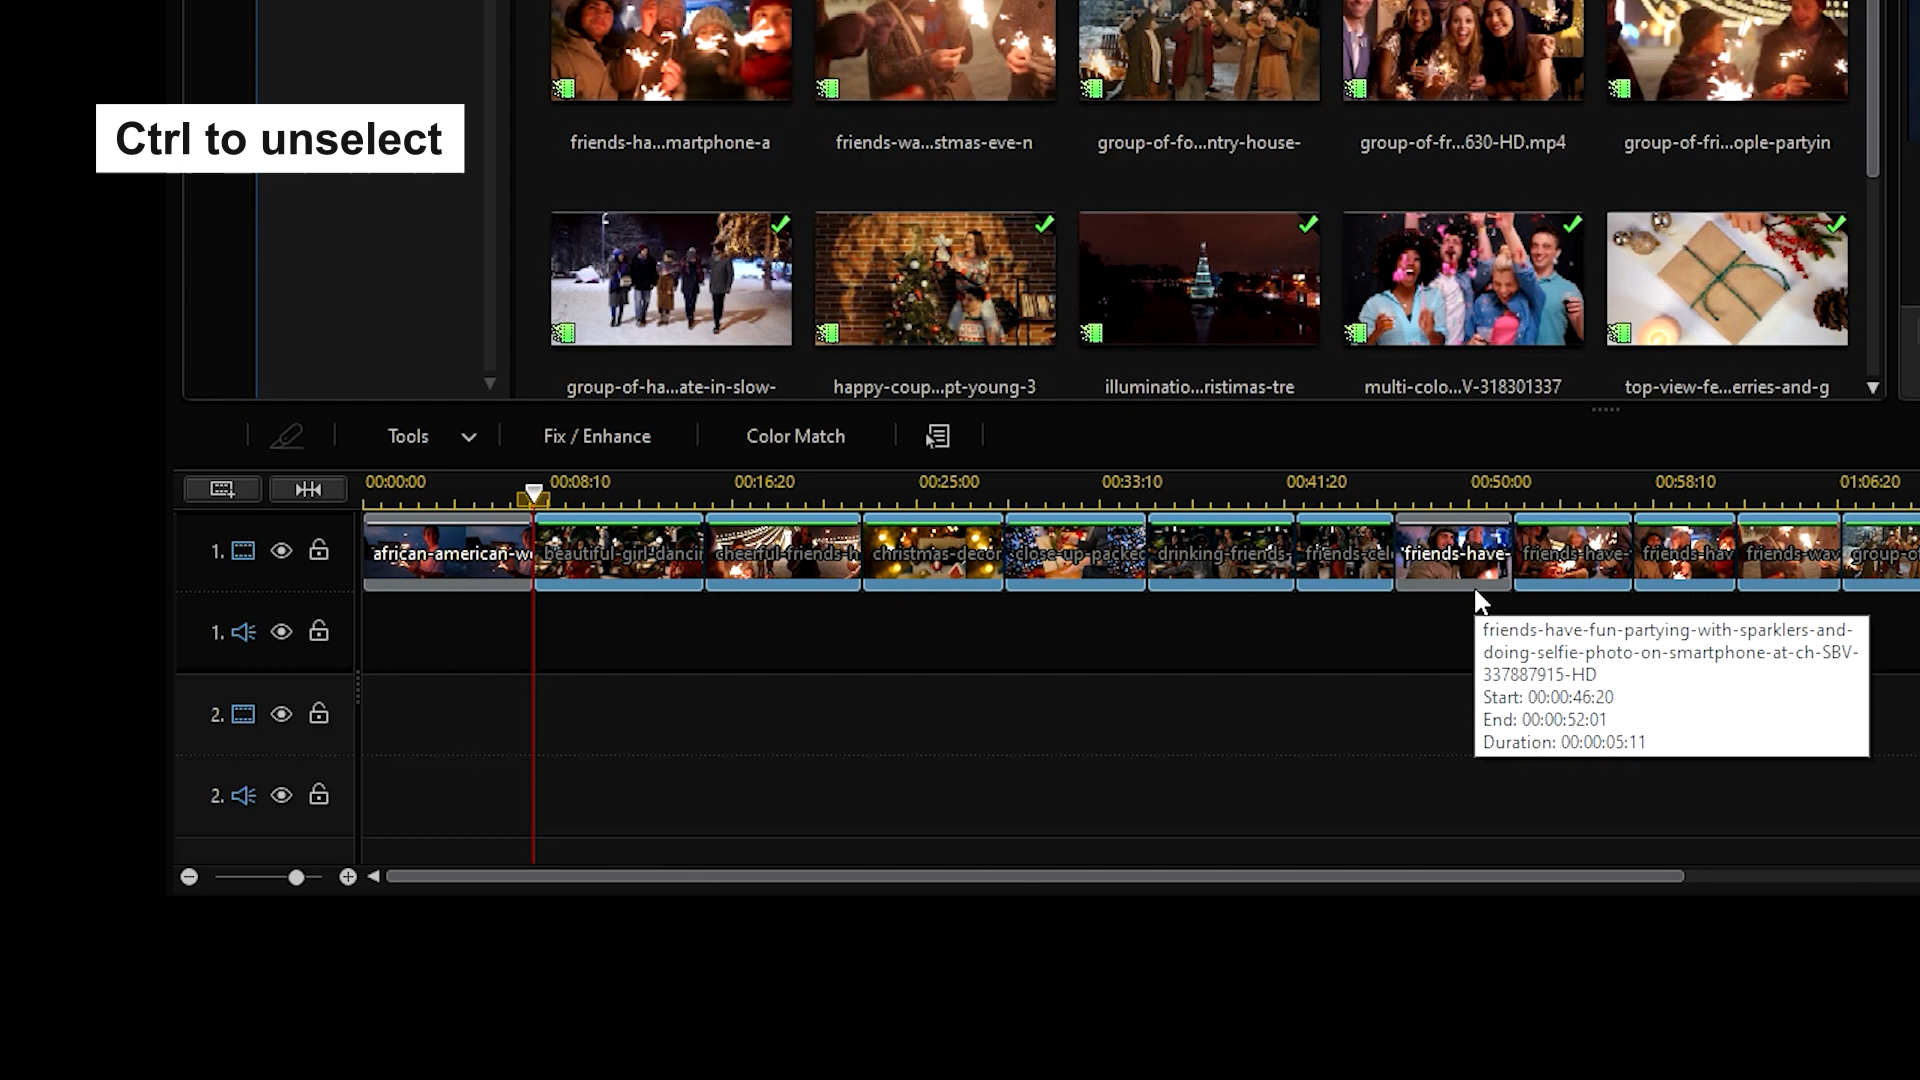 Ctrl to unselect
friends-ha...martphone-a
friends-wa...stmas-eve-n
group-of-fo...ntry-house-
group-of-fr...630-HD.mp4
group-of-fri...ople-partyin
group-of-ha...ate-in-slow-
happy-coup...pt-young-3
illuminatio...ristimas-tre
multi-colo...V-318301337
top-view-fe...erries-and-g
Tools
Fix / Enhance
Color Match
00:00:00
00:08:10
00:16:20
00:25:00
00:33:10
00:41:20
00:50:00
00:58:10
01:06:20
1.
african-american-w
beautiful-girl-dancin
cheerful-friends-h
christmas-decor
close-up-packed
drinking-friends-
friends-cel
friends-have-
friends-have-
friends-hav
friends-wav
group-of
1.
2.
2.
friends-have-fun-partying-with-sparklers-and-
doing-selfie-photo-on-smartphone-at-ch-SBV-
337887915-HD
Start: 00:00:46:20
End: 00:00:52:01
Duration: 00:00:05:11